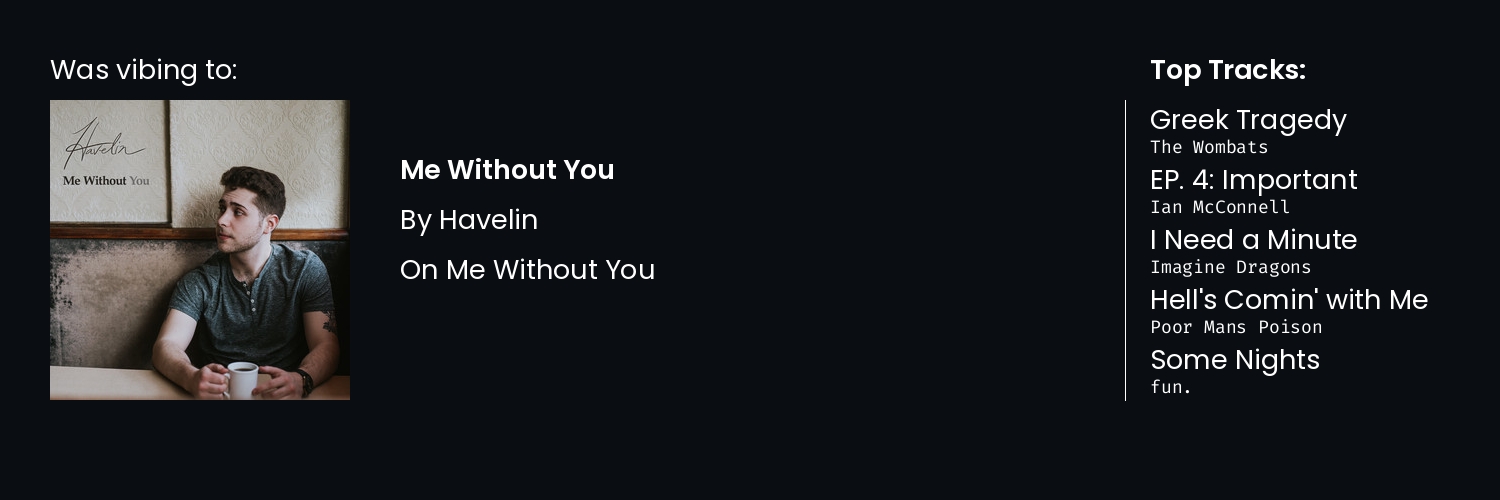 Was vibing to:
Havelin
Me Without You
Me Without You
By Havelin
On Me Without You
Top Tracks:
Greek Tragedy
The Wombats
EP. 4: Important
Ian McConnell
I Need a Minute
Imagine Dragons
Hell's Comin' with Me
Poor Mans Poison
Some Nights
fun.